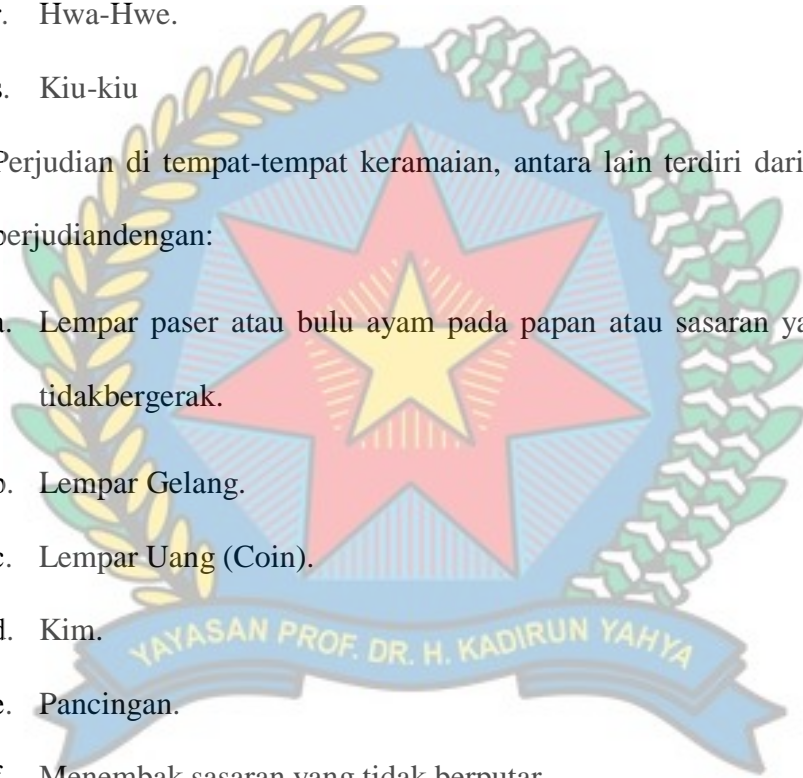 r. Hwa-Hwe.
s. Kiu-kiu
Perjudian di tempat-tempat keramaian, antara lain terdiri dari
perjudiandengan:
a. Lempar paser atau bulu ayam pada papan atau sasaran ya
tidakbergerak.
b. Lempar Gelang.
c. Lempar Uang (Coin).
d. Kim.
YAYASAN PROF. DR. H. KADIRUN YAHYA
e. Pancingan.
f. Menembak sasaran yang tidak berputar